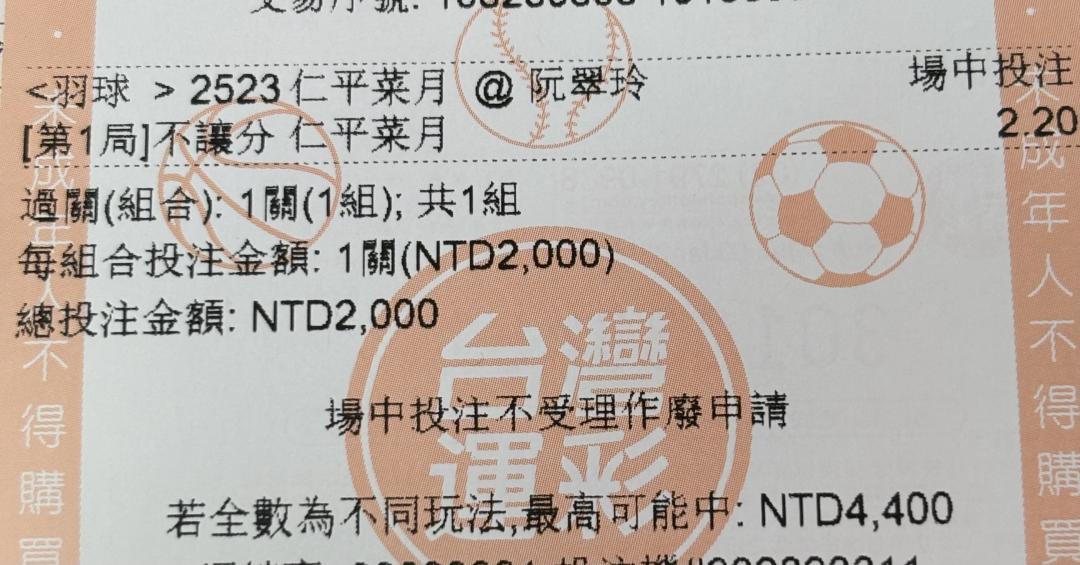 <羽球 > 2523 仁平菜月 @ 阮翠玲 場中投注
[第1局]不讓分 仁平菜月 2.20
過關(組合): 1關(1組); 共1組
每組合投注金額: 1關(NTD2,000)
總投注金額: NTD2,000
台灣
運彩
場中投注不受理作廢申請
若全數為不同玩法,最高可能中: NTD4,400
未成年人不得購買
未成年人不得購買